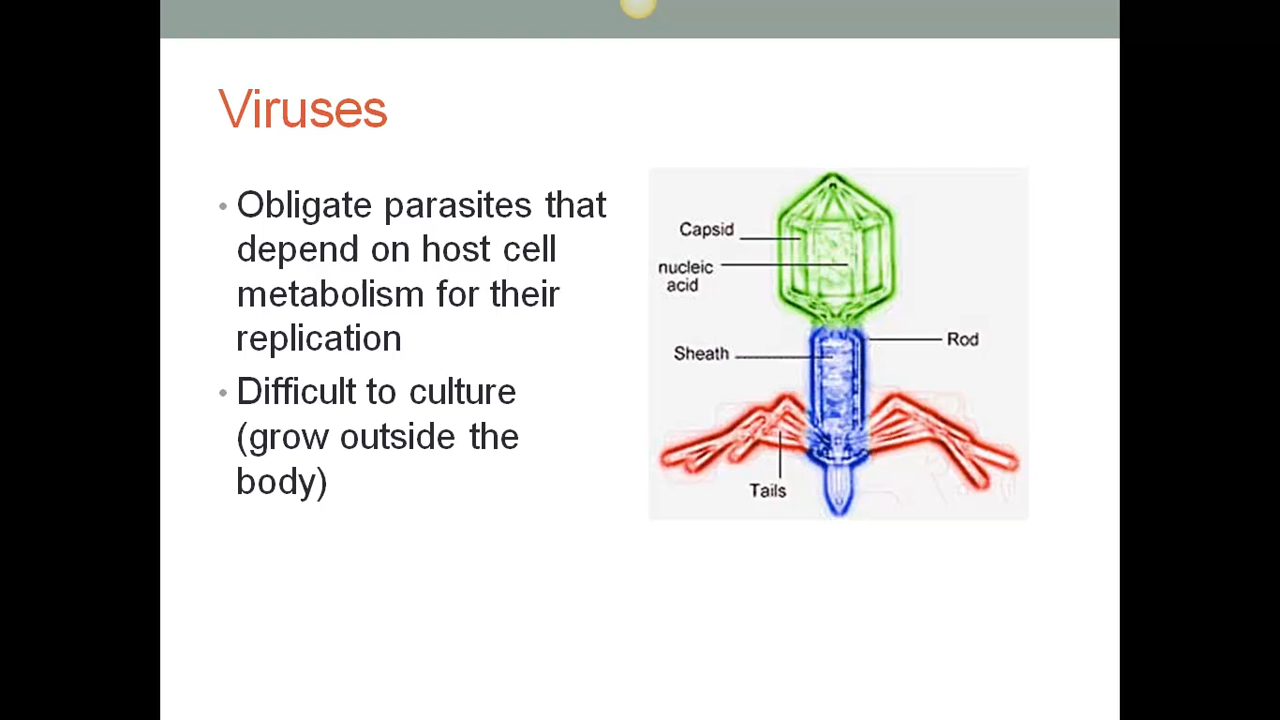 Viruses
• Obligate parasites that
depend on host cell
metabolism for their
replication
• Difficult to culture
(grow outside the
body)
Capsid
nucleic
acid
Sheath
Rod
Tails